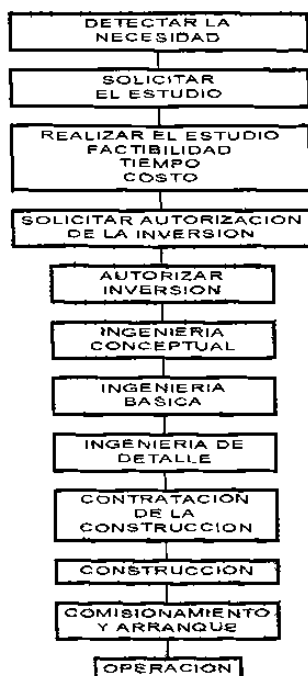 DETECTAR LA
NECESIDAD
SOLICITAR
EL ESTUDIO
REALIZAR EL ESTUDIO
FACTIBILIDAD
TIEMPO
COSTO
SOLICITAR AUTORIZACION
DE LA INVERSION
AUTORIZAR
INVERSION
INGENIERIA
CONCEPTUAL
INGENIERIA
BASICA
INGENIERIA DE
DETALLE
CONTRATACION
DE LA
CONSTRUCCION
CONSTRUCCION
COMISIONAMIENTO
Y ARRANQUE
OPERACIÓN